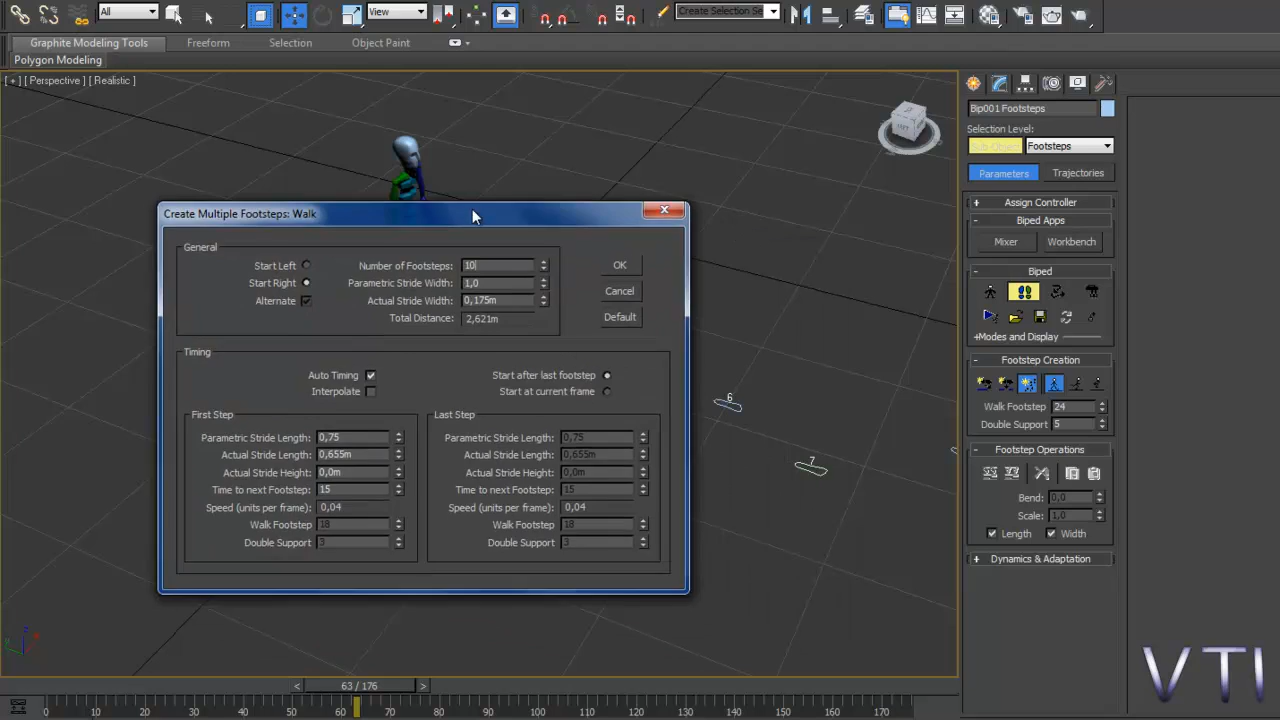 All
View
Create Selection Se
Graphite Modeling Tools
Freeform
Selection
Object Paint
Polygon Modeling
[ + ] [ Perspective ] [ Realistic ]
Bip001 Footsteps
Selection Level:
Sub-Object
Footsteps
Parameters
Trajectories
+ Assign Controller
- Biped Apps
Mixer
Workbench
- Biped
+Modes and Display
- Footstep Creation
Walk Footstep 24
Double Support 5
- Footstep Operations
Bend: 0,0
Scale: 1,0
Length Width
+ Dynamics & Adaptation
Create Multiple Footsteps: Walk
General
Start Left
Start Right
Alternate
Number of Footsteps: 10
Parametric Stride Width: 1,0
Actual Stride Width: 0,175m
Total Distance: 2,621m
OK
Cancel
Default
Timing
Auto Timing
Interpolate
Start after last footstep
Start at current frame
First Step
Parametric Stride Length: 0,75
Actual Stride Length: 0,655m
Actual Stride Height: 0,0m
Time to next Footstep: 15
Speed (units per frame): 0,04
Walk Footstep 18
Double Support 3
Last Step
Parametric Stride Length: 0,75
Actual Stride Length: 0,655m
Actual Stride Height: 0,0m
Time to next Footstep: 15
Speed (units per frame): 0,04
Walk Footstep 18
Double Support 3
6
7
< 63 / 176 >
0 10 20 30 40 50 60 70 80 90 100 110 120 130 140 150 160 170
VTI